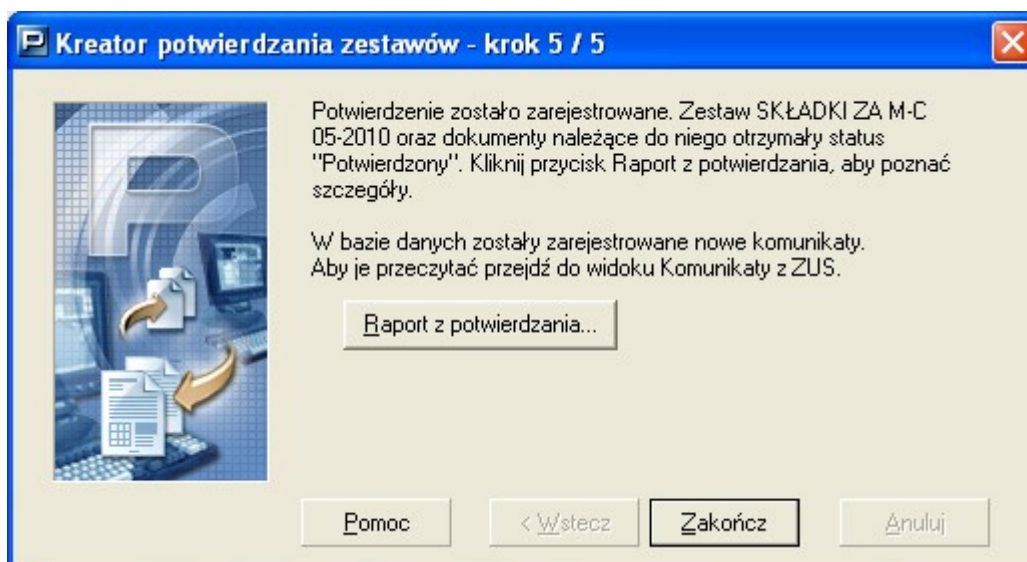 Kreator potwierdzania zestawów - krok 5 / 5
Potwierdzenie zostało zarejestrowane. Zestaw SKŁADKI ZA M-C
05-2010 oraz dokumenty należące do niego otrzymały status
"Potwierdzony". Kliknij przycisk Raport z potwierdzania, aby poznać
szczegóły.
W bazie danych zostały zarejestrowane nowe komunikaty.
Aby je przeczytać przejdź do widoku Komunikaty z ZUS.
Raport z potwierdzania...
Pomoc < Wstecz Zakończ Anuluj